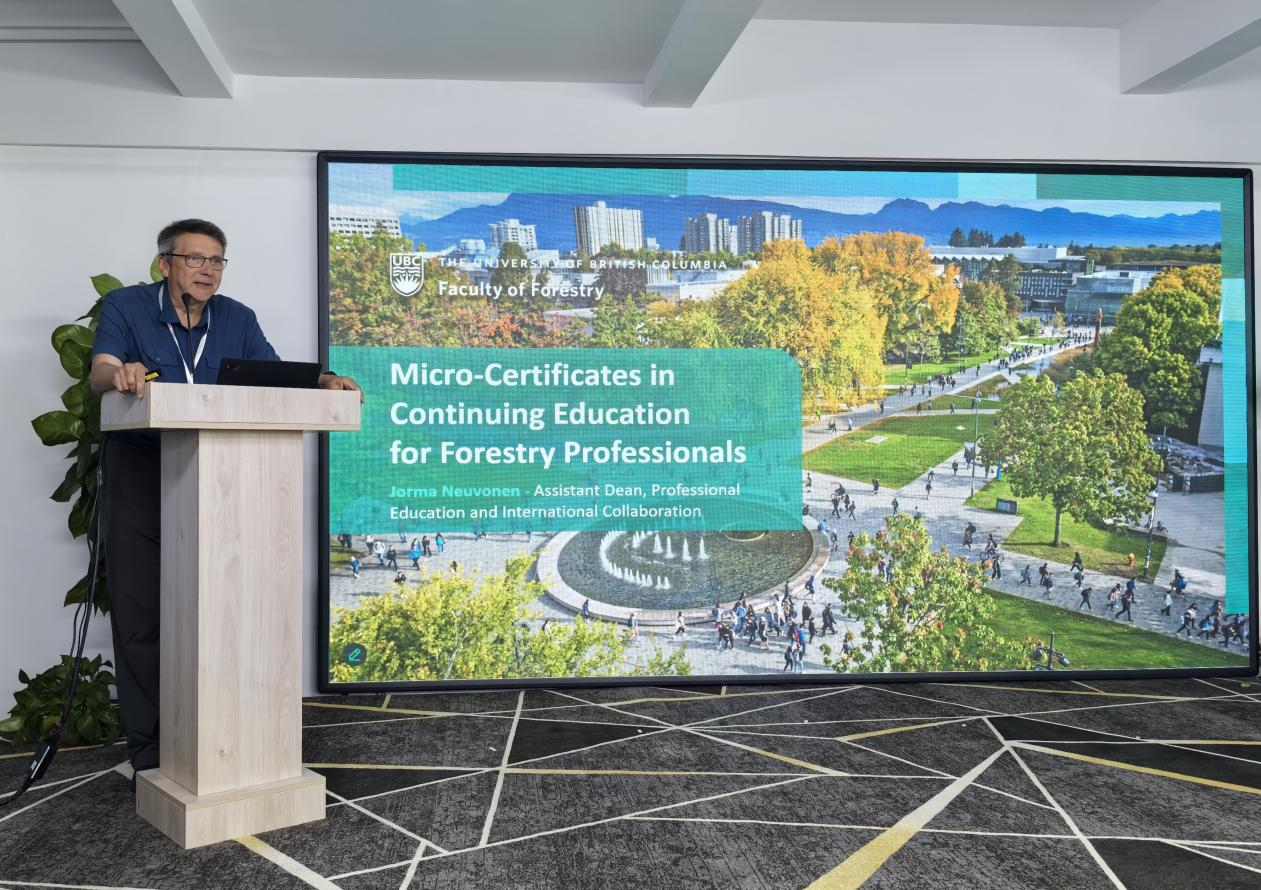 UBC
THE UNIVERSITY OF BRITISH COLUMBIA
Faculty of Forestry
Micro-Certificates in
Continuing Education
for Forestry Professionals
Jorma Neuvonen - Assistant Dean, Professional
Education and International Collaboration